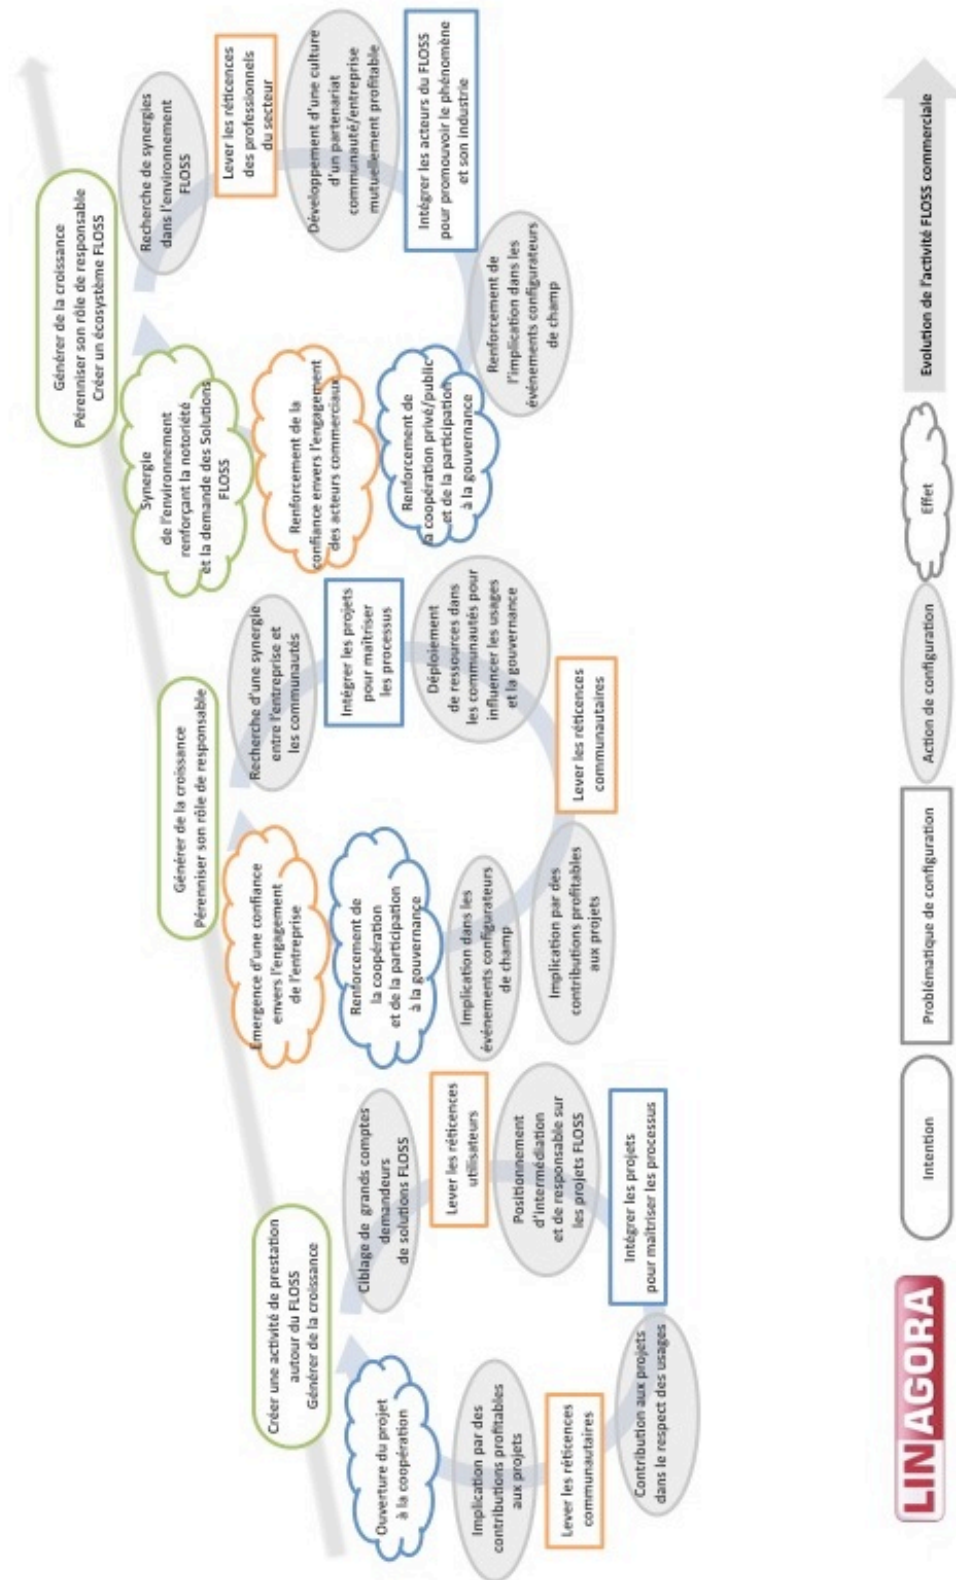 Créer une activité de prestation
autour du FLOSS
Générer de la croissance
Ciblage de grands comptes
demandeurs
de solutions FLOSS
Lever les réticences
utilisateurs
Positionnement
d'intermédiation
et de responsable sur
les projets FLOSS
Intégrer les projets
pour maîtriser les processus
Contribution aux projets
dans le respect des usages
Lever les réticences
communautaires
Implication par des
contributions profitables
aux projets
Ouverture du projet
à la coopération
Générer de la croissance
Pérenniser son rôle de responsable
Recherche d'une synergie
entre l'entreprise et
les communautés
Intégrer les projets
pour maîtriser
les processus
Déploiement
de ressources dans
les communautés pour
influencer les usages
et la gouvernance
Lever les réticences
communautaires
Implication par des
contributions profitables
aux projets
Implication dans les
événements configurateurs
de champ
Renforcement de
la coopération
et de la participation
à la gouvernance
Emergence d'une confiance
envers l'engagement
de l'entreprise
Générer de la croissance
Pérenniser son rôle de responsable
Créer un écosystème FLOSS
Recherche de synergies
dans l'environnement
FLOSS
Lever les réticences
des professionnels
du secteur
Développement d'une culture
d'un partenariat
communauté/entreprise
mutuellement profitable
Intégrer les acteurs du FLOSS
pour promouvoir le phénomène
et son industrie
Renforcement de
l'implication dans les
événements configurateurs
de champ
Renforcement de
la coopération privé/public
et de la participation
à la gouvernance
Renforcement de la
confiance envers l'engagement
des acteurs commerciaux
Synergie
de l'environnement
renforçant la notoriété
et la demande des Solutions
FLOSS
LINAGORA
Intention
Problématique de configuration
Action de configuration
Effet
Evolution de l'activité FLOSS commerciale